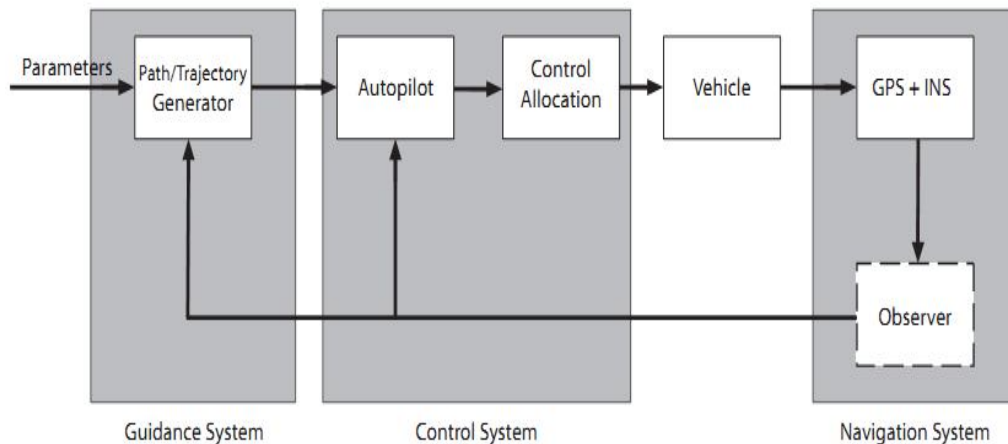 Parameters
Path/Trajectory
Generator
Autopilot
Control
Allocation
Vehicle
GPS + INS
Observer
Guidance System
Control System
Navigation System